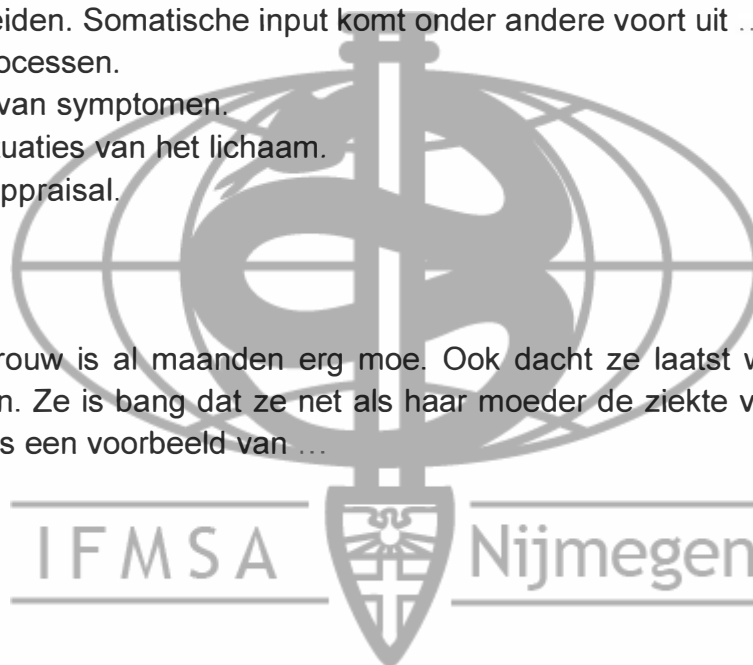 eiden. Somatische input komt onder andere voort uit …
ocessen.
van symptomen.
uaties van het lichaam.
ppraisal.
rouw is al maanden erg moe. Ook dacht ze laatst w
n. Ze is bang dat ze net als haar moeder de ziekte v
s een voorbeeld van …
IFMSA Nijmegen